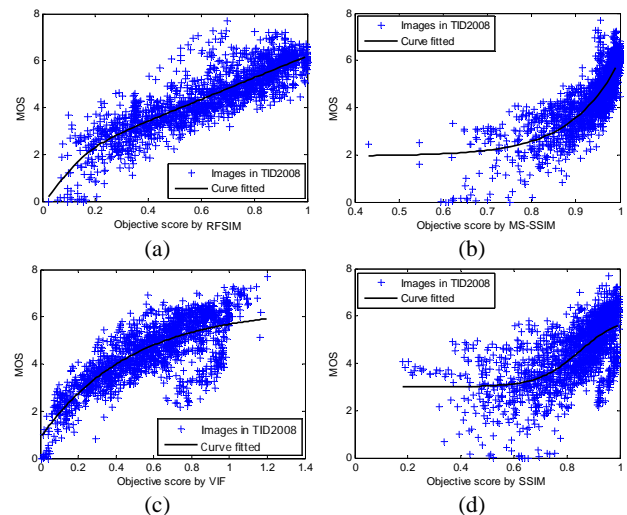 8
6
4
2
0
MOS
Images in TID2008
Curve fitted
0 0.2 0.4 0.6 0.8 1
Objective score by RFSIM
(a)
8
6
4
2
0
MOS
Images in TID2008
Curve fitted
0.4 0.5 0.6 0.7 0.8 0.9 1
Objective score by MS-SSIM
(b)
8
6
4
2
0
MOS
Images in TID2008
Curve fitted
0 0.2 0.4 0.6 0.8 1 1.2 1.4
Objective score by VIF
(c)
8
6
4
2
0
MOS
Images in TID2008
Curve fitted
0 0.2 0.4 0.6 0.8 1
Objective score by SSIM
(d)